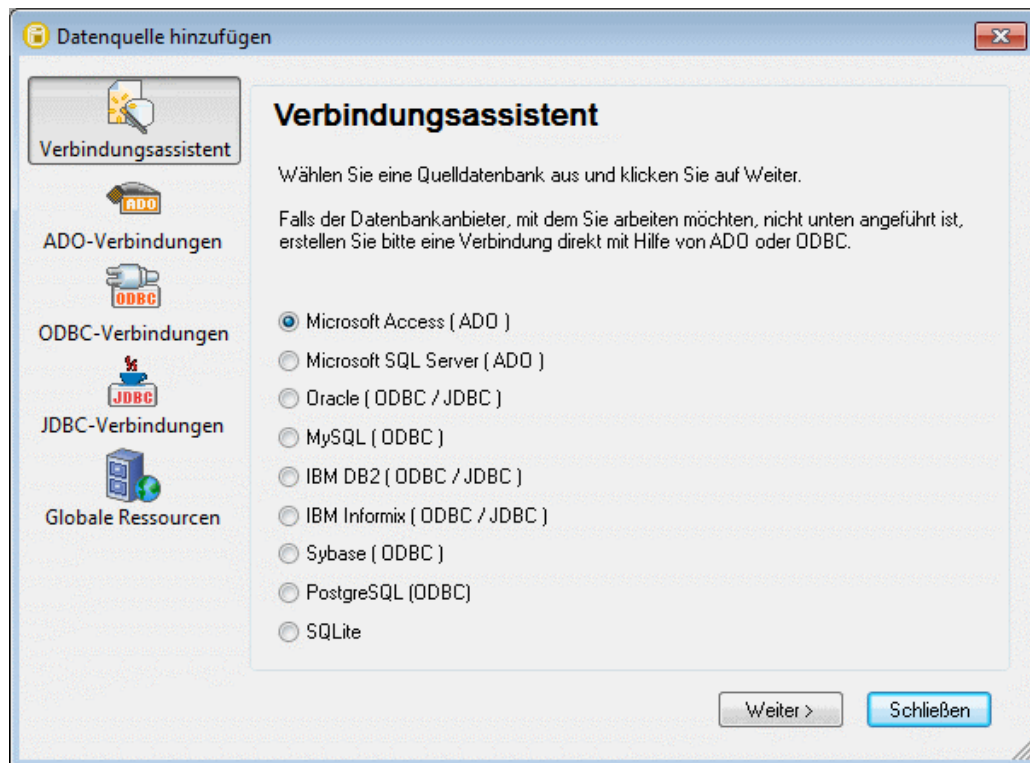 Datenquelle hinzufügen
Verbindungsassistent
ADO
ADO-Verbindungen
ODBC
ODBC-Verbindungen
JDBC
JDBC-Verbindungen
Globale Ressourcen
Verbindungsassistent
Wählen Sie eine Quelldatenbank aus und klicken Sie auf Weiter.
Falls der Datenbankanbieter, mit dem Sie arbeiten möchten, nicht unten angeführt ist,
erstellen Sie bitte eine Verbindung direkt mit Hilfe von ADO oder ODBC.
Microsoft Access ( ADO )
Microsoft SQL Server ( ADO )
Oracle ( ODBC / JDBC )
MySQL ( ODBC )
IBM DB2 ( ODBC / JDBC )
IBM Informix ( ODBC / JDBC )
Sybase ( ODBC )
PostgreSQL (ODBC)
SQLite
Weiter >
Schließen